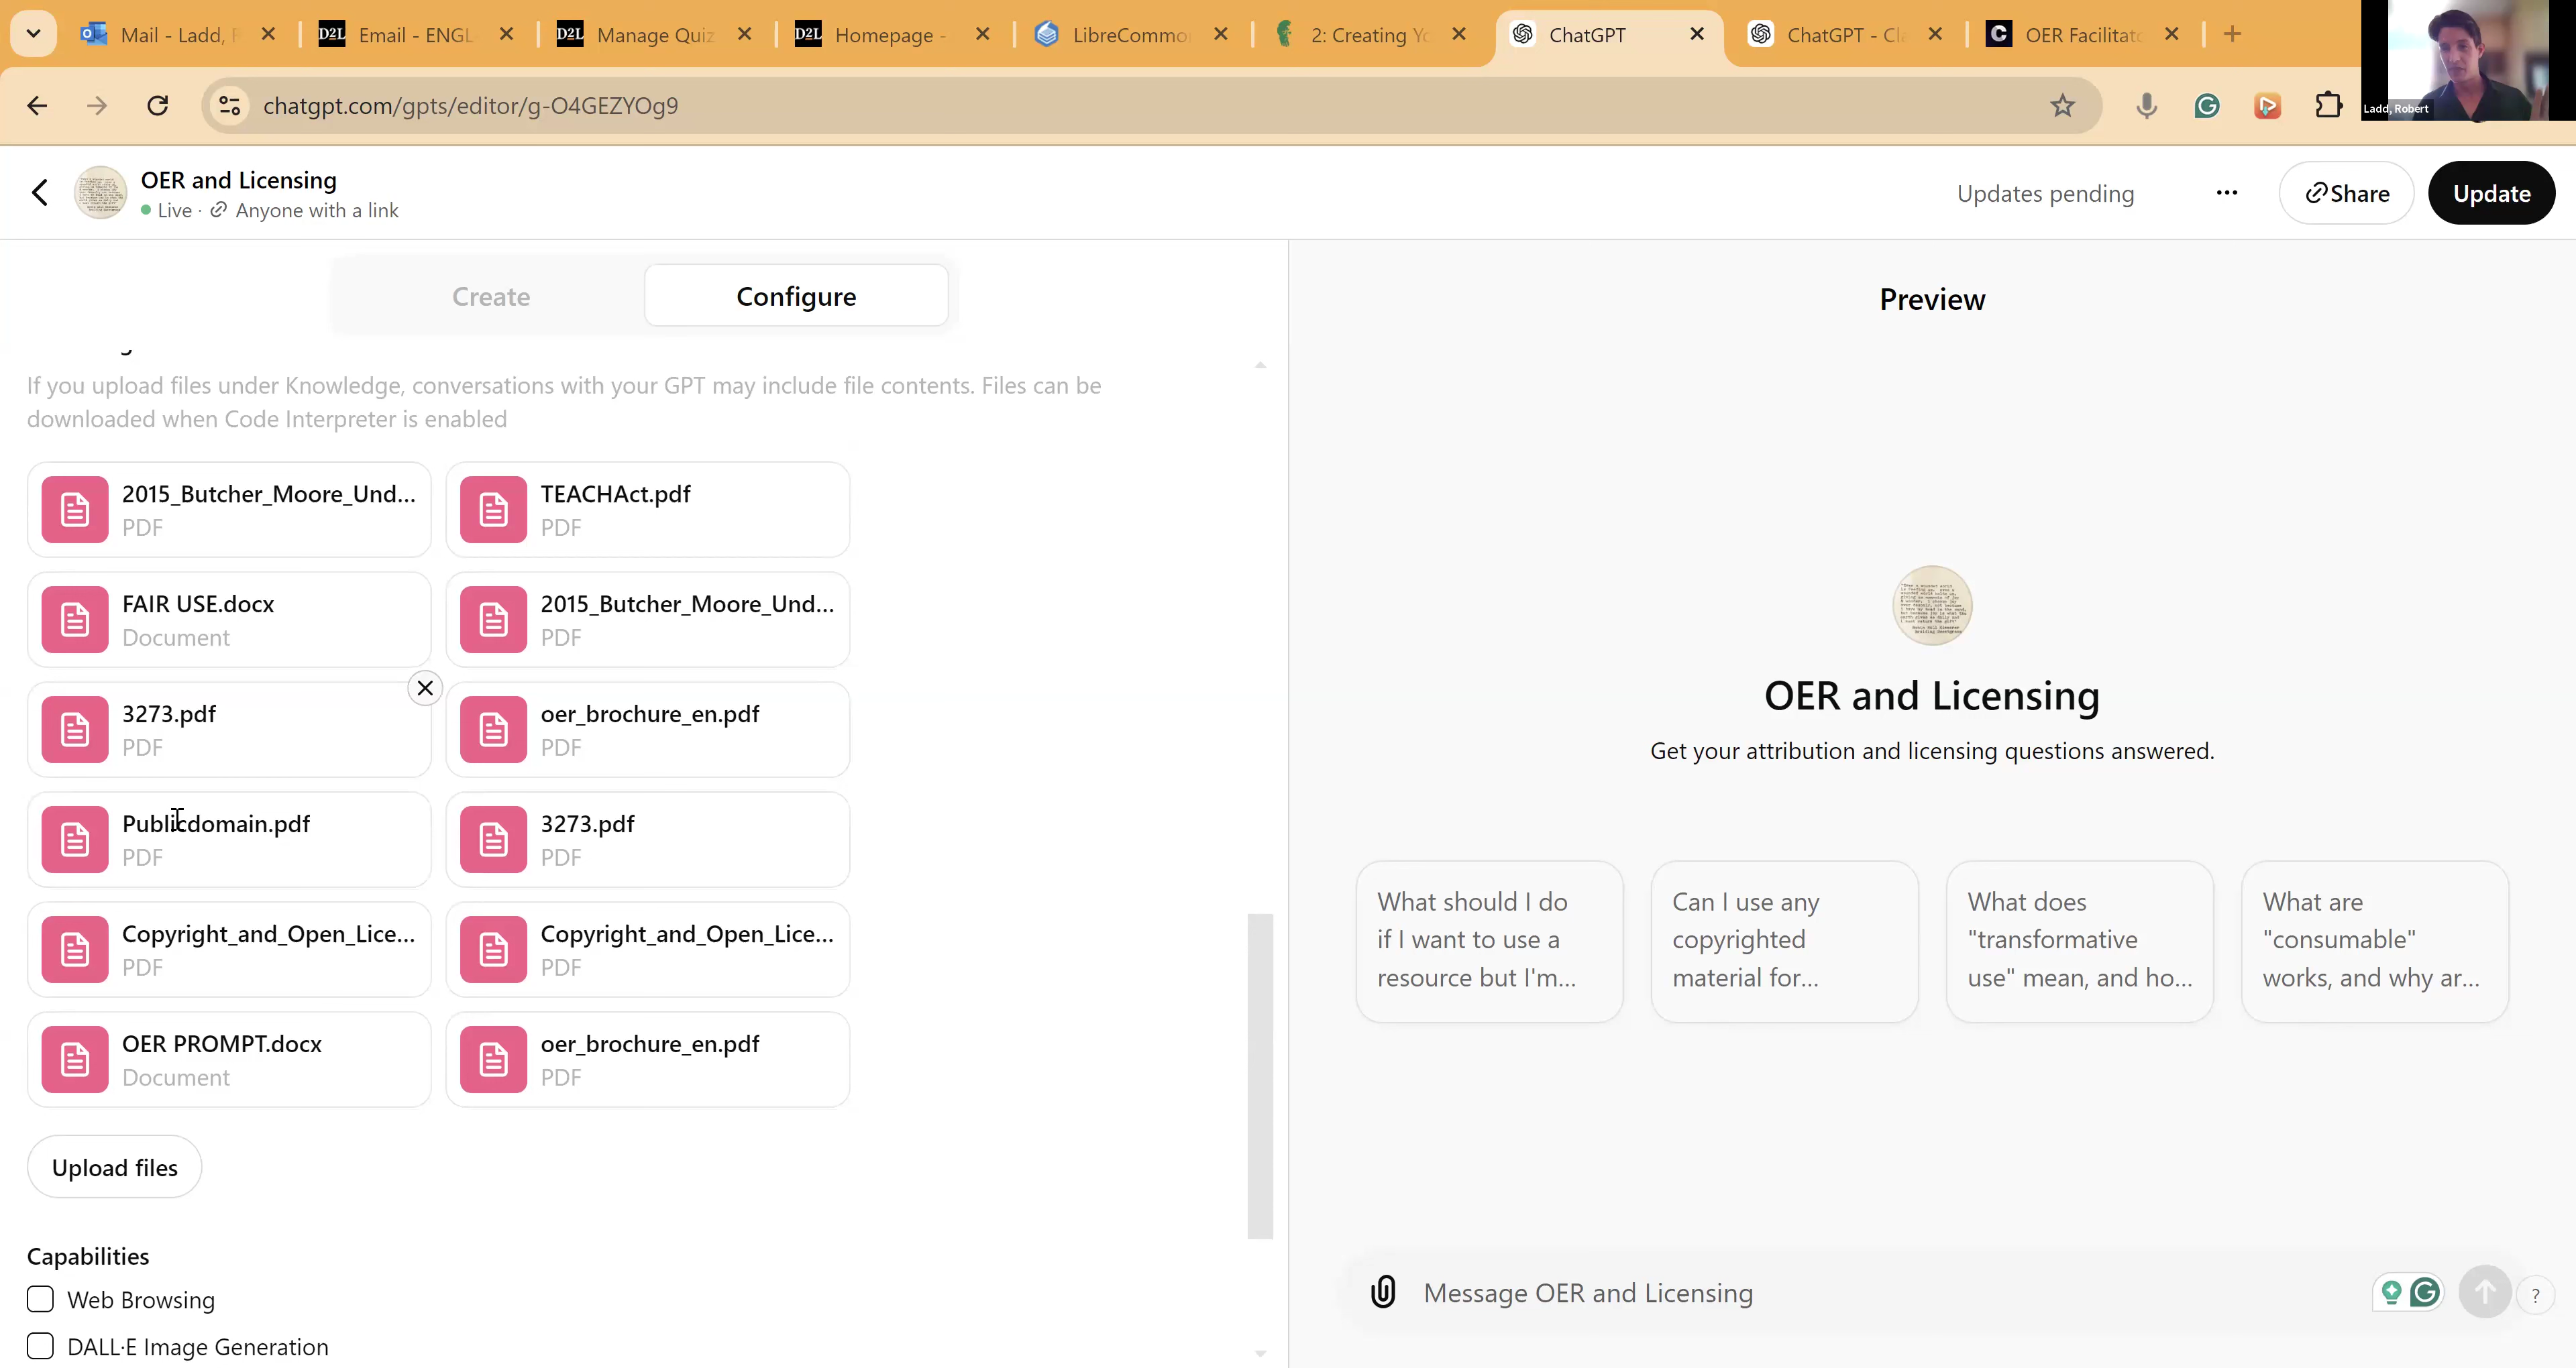 Mail - Ladd, R
D2L Email - ENGL
D2L Manage Quiz
D2L Homepage -
LibreCommo
2: Creating Yo
ChatGPT
ChatGPT - Cl
C OER Facilitato
chatgpt.com/gpts/editor/g-O4GEZYOg9
Ladd, Robert
OER and Licensing
Live · Anyone with a link
Updates pending
Share
Update
Create
Configure
If you upload files under Knowledge, conversations with your GPT may include file contents. Files can be
downloaded when Code Interpreter is enabled
2015_Butcher_Moore_Und...
PDF
TEACHAct.pdf
PDF
FAIR USE.docx
Document
2015_Butcher_Moore_Und...
PDF
3273.pdf
PDF
oer_brochure_en.pdf
PDF
Publicdomain.pdf
PDF
3273.pdf
PDF
Copyright_and_Open_Lice...
PDF
Copyright_and_Open_Lice...
PDF
OER PROMPT.docx
Document
oer_brochure_en.pdf
PDF
Upload files
Capabilities
Web Browsing
DALL·E Image Generation
Preview
OER and Licensing
Get your attribution and licensing questions answered.
What should I do
if I want to use a
resource but I'm...
Can I use any
copyrighted
material for...
What does
"transformative
use" mean, and ho...
What are
"consumable"
works, and why ar...
Message OER and Licensing
?